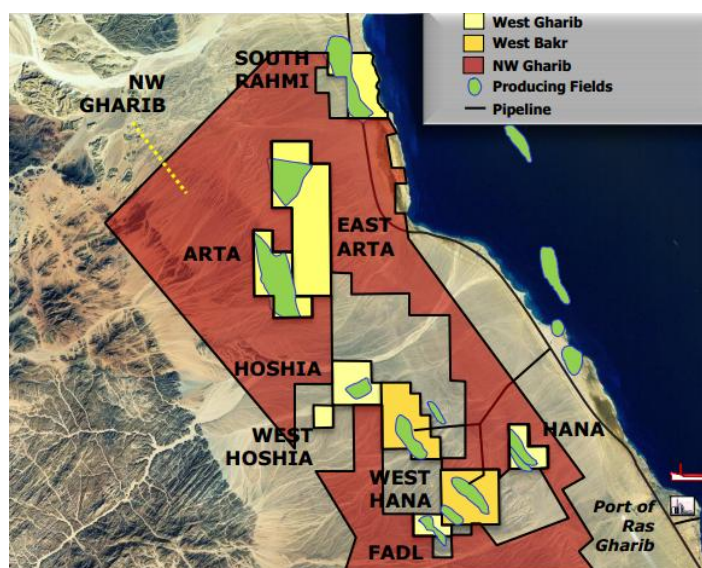 West Gharib
West Bakr
NW Gharib
Producing Fields
Pipeline
SOUTH
RAHMI
NW
GHARIB
EAST
ARTA
ARTA
HOSHIA
WEST
HOSHIA
HANA
WEST
HANA
FADL
Port of
Ras
Gharib